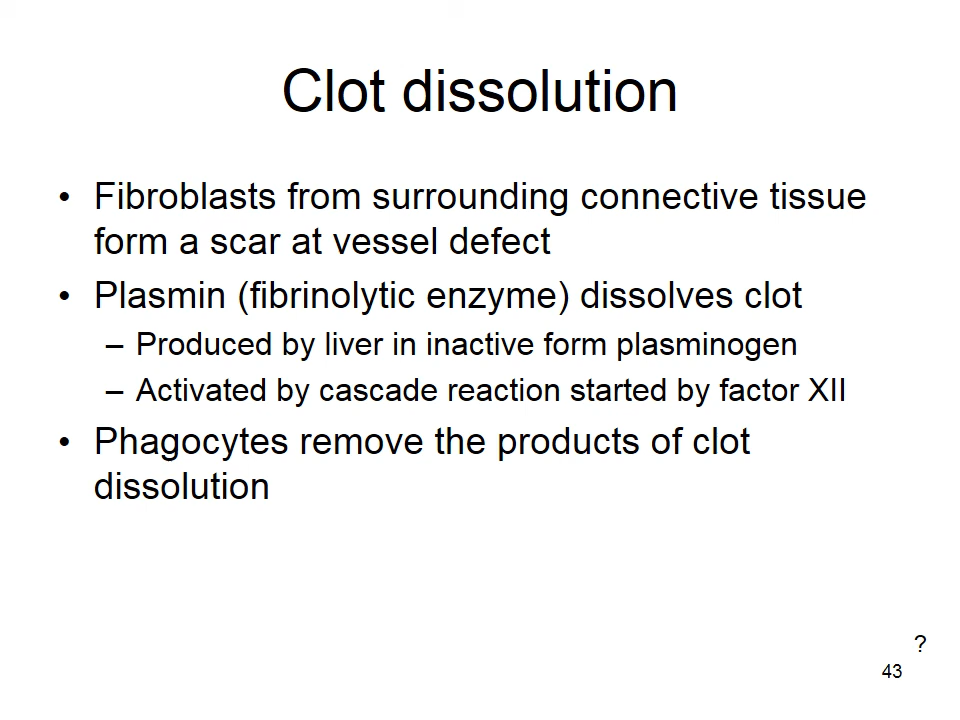 Clot dissolution
• Fibroblasts from surrounding connective tissue
form a scar at vessel defect
• Plasmin (fibrinolytic enzyme) dissolves clot
– Produced by liver in inactive form plasminogen
– Activated by cascade reaction started by factor XII
• Phagocytes remove the products of clot
dissolution
?
43